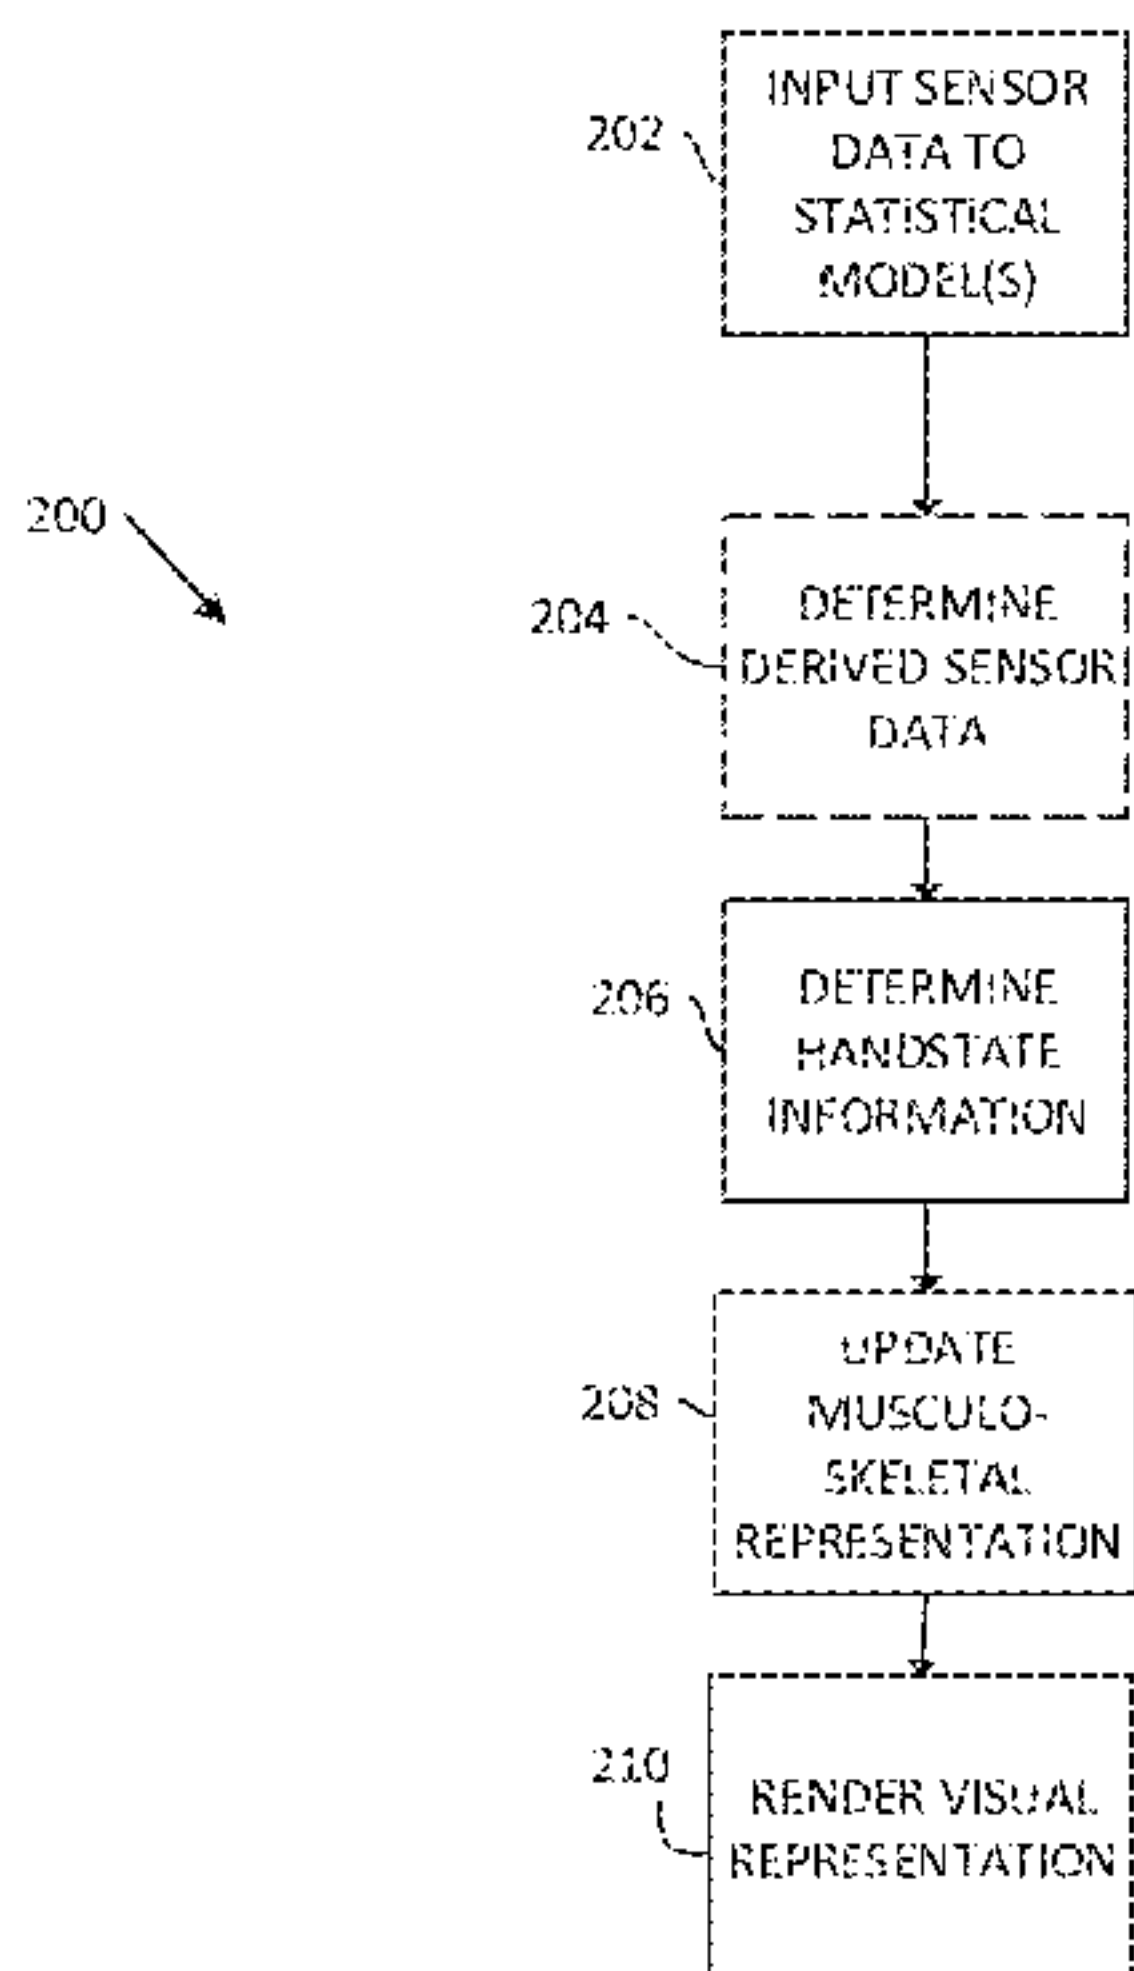 202
INPUT SENSOR
DATA TO
STATISTICAL
MODEL(S)
200
204
DETERMINE
DERIVED SENSOR
DATA
206
DETERMINE
HANDSTATE
INFORMATION
208
UPDATE
MUSCULO-
SKELETAL
REPRESENTATION
210
RENDER VISUAL
REPRESENTATION